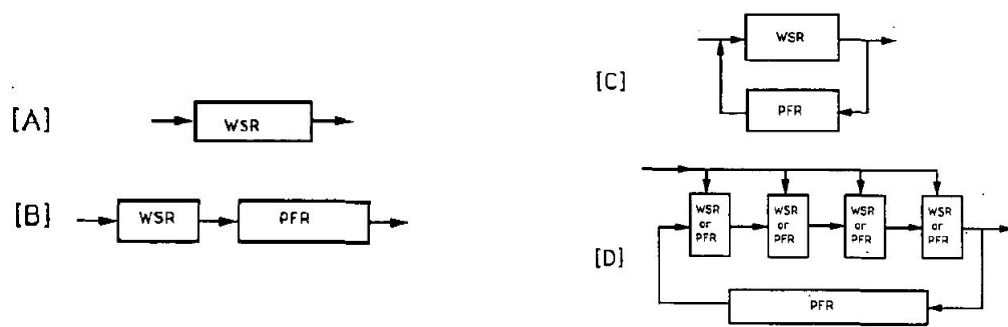 [A]
WSR
[B]
WSR PFR
[C]
WSR
PFR
[D]
WSR or PFR
WSR or PFR
WSR or PFR
WSR or PFR
PFR